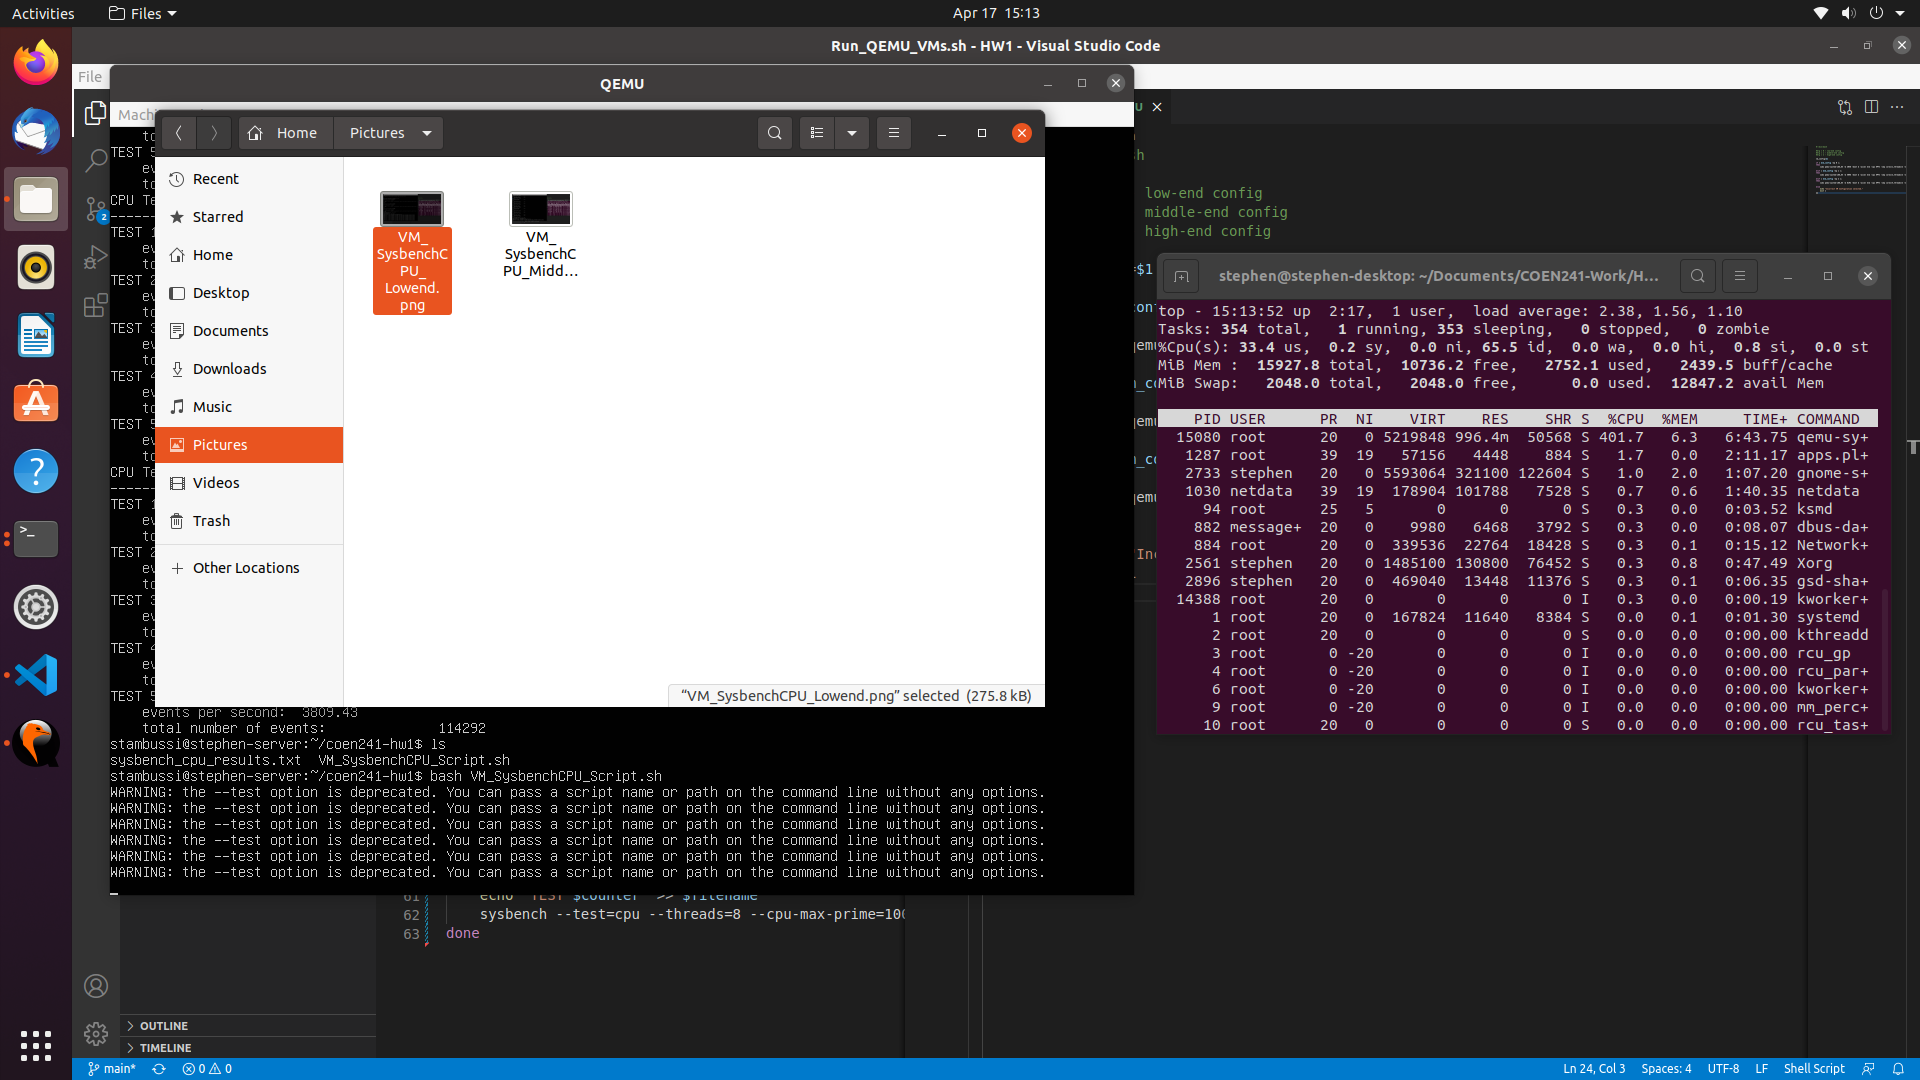 Activities
Files
Apr 17 15:13
Run_QEMU_VMs.sh - HW1 - Visual Studio Code
File
QEMU
Home
Pictures
Recent
Starred
Home
Desktop
Documents
Downloads
Music
Pictures
Videos
Trash
Other Locations
VM_
SysbenchC
PU_
Lowend.
png
VM_
SysbenchC
PU_Midd...
“VM_SysbenchCPU_Lowend.png” selected (275.8 kB)
events per second: 3809.43
total number of events: 114292
stambussi@stephen-server:~/coen241-hw1$ ls
sysbench_cpu_results.txt VM_SysbenchCPU_Script.sh
stambussi@stephen-server:~/coen241-hw1$ bash VM_SysbenchCPU_Script.sh
WARNING: the --test option is deprecated. You can pass a script name or path on the command line without any options.
WARNING: the --test option is deprecated. You can pass a script name or path on the command line without any options.
WARNING: the --test option is deprecated. You can pass a script name or path on the command line without any options.
WARNING: the --test option is deprecated. You can pass a script name or path on the command line without any options.
WARNING: the --test option is deprecated. You can pass a script name or path on the command line without any options.
WARNING: the --test option is deprecated. You can pass a script name or path on the command line without any options.
low-end config
middle-end config
high-end config
stephen@stephen-desktop: ~/Documents/COEN241-Work/H...
top - 15:13:52 up 2:17, 1 user, load average: 2.38, 1.56, 1.10
Tasks: 354 total, 1 running, 353 sleeping, 0 stopped, 0 zombie
%Cpu(s): 33.4 us, 0.2 sy, 0.0 ni, 65.5 id, 0.0 wa, 0.0 hi, 0.8 si, 0.0 st
MiB Mem : 15927.8 total, 10736.2 free, 2752.1 used, 2439.5 buff/cache
MiB Swap: 2048.0 total, 2048.0 free, 0.0 used. 12847.2 avail Mem
PID USER PR NI VIRT RES SHR S %CPU %MEM TIME+ COMMAND
15080 root 20 0 5219848 996.4m 50568 S 401.7 6.3 6:43.75 qemu-sy+
1287 root 39 19 57156 4448 884 S 1.7 0.0 2:11.17 apps.pl+
2733 stephen 20 0 5593064 321100 122604 S 1.0 2.0 1:07.20 gnome-s+
1030 netdata 39 19 178904 101788 7528 S 0.7 0.6 1:40.35 netdata
94 root 25 5 0 0 0 S 0.3 0.0 0:03.52 ksmd
882 message+ 20 0 9980 6468 3792 S 0.3 0.0 0:08.07 dbus-da+
884 root 20 0 339536 22764 18428 S 0.3 0.1 0:15.12 Network+
2561 stephen 20 0 1485100 130800 76452 S 0.3 0.8 0:47.49 Xorg
2896 stephen 20 0 469040 13448 11376 S 0.3 0.1 0:06.35 gsd-sha+
14388 root 20 0 0 0 0 I 0.3 0.0 0:00.19 kworker+
1 root 20 0 167824 11640 8384 S 0.0 0.1 0:01.30 systemd
2 root 20 0 0 0 0 S 0.0 0.0 0:00.00 kthreadd
3 root 0 -20 0 0 0 I 0.0 0.0 0:00.00 rcu_gp
4 root 0 -20 0 0 0 I 0.0 0.0 0:00.00 rcu_par+
6 root 0 -20 0 0 0 I 0.0 0.0 0:00.00 kworker+
9 root 0 -20 0 0 0 I 0.0 0.0 0:00.00 mm_perc+
10 root 20 0 0 0 0 S 0.0 0.0 0:00.00 rcu_tas+
62 sysbench --test=cpu --threads=8 --cpu-max-prime=100
63 done
OUTLINE
TIMELINE
main* 0 0
Ln 24, Col 3 Spaces: 4 UTF-8 LF Shell Script